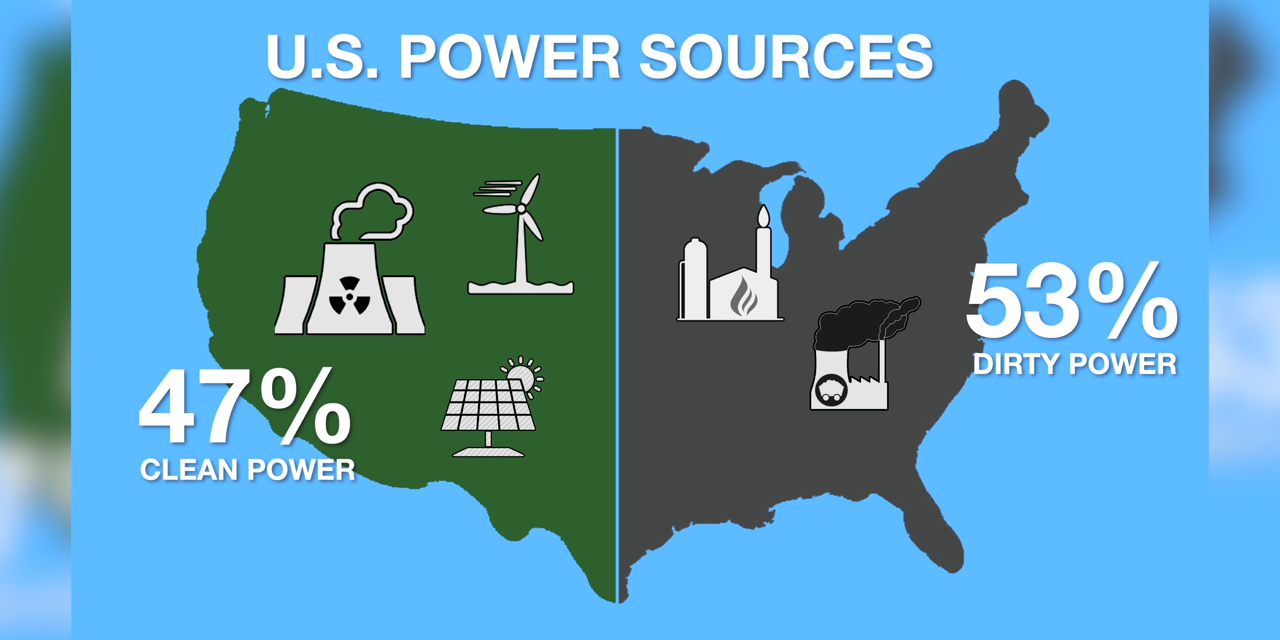 U.S. POWER SOURCES
47%
CLEAN POWER
53%
DIRTY POWER